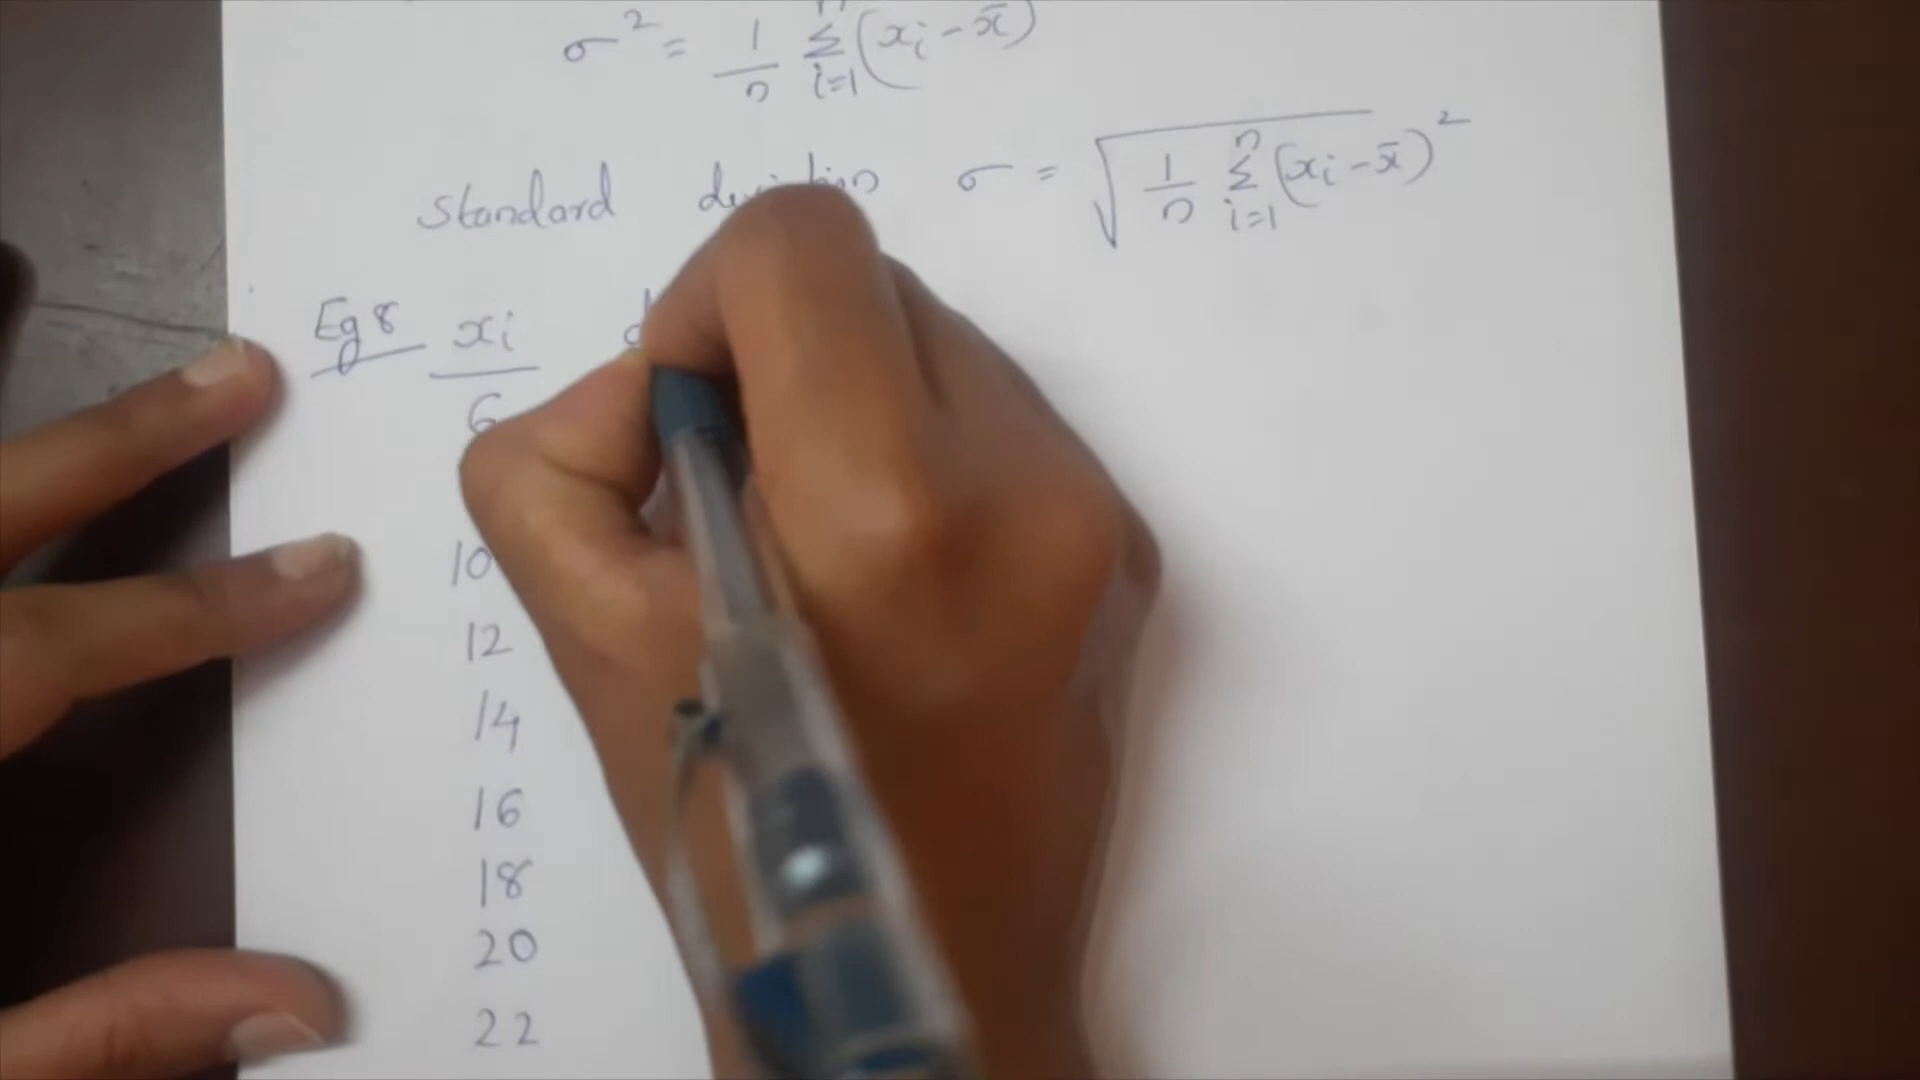 σ² = 1/n Σ i=1 (xi - x̄)
Standard σ = √(1/n Σ_{i=1}^{n} (xi - x̄)²)
Eg 8 xi d
6
10
12
14
16
18
20
22